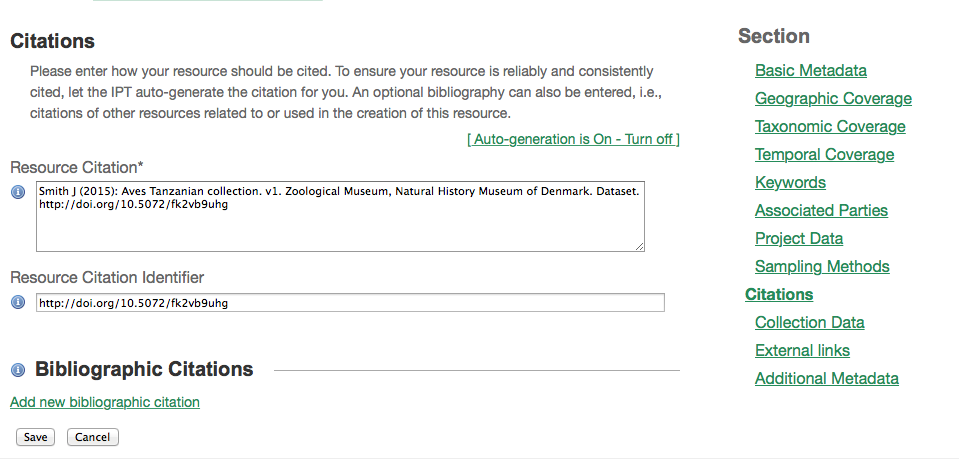 Citations
Please enter how your resource should be cited. To ensure your resource is reliably and consistently
cited, let the IPT auto-generate the citation for you. An optional bibliography can also be entered, i.e.,
citations of other resources related to or used in the creation of this resource.
[ Auto-generation is On - Turn off ]
Resource Citation*
Smith J (2015): Aves Tanzanian collection. v1. Zoological Museum, Natural History Museum of Denmark. Dataset.
http://doi.org/10.5072/fk2vb9uhg
Resource Citation Identifier
http://doi.org/10.5072/fk2vb9uhg
Bibliographic Citations
Add new bibliographic citation
Save
Cancel
Section
Basic Metadata
Geographic Coverage
Taxonomic Coverage
Temporal Coverage
Keywords
Associated Parties
Project Data
Sampling Methods
Citations
Collection Data
External links
Additional Metadata